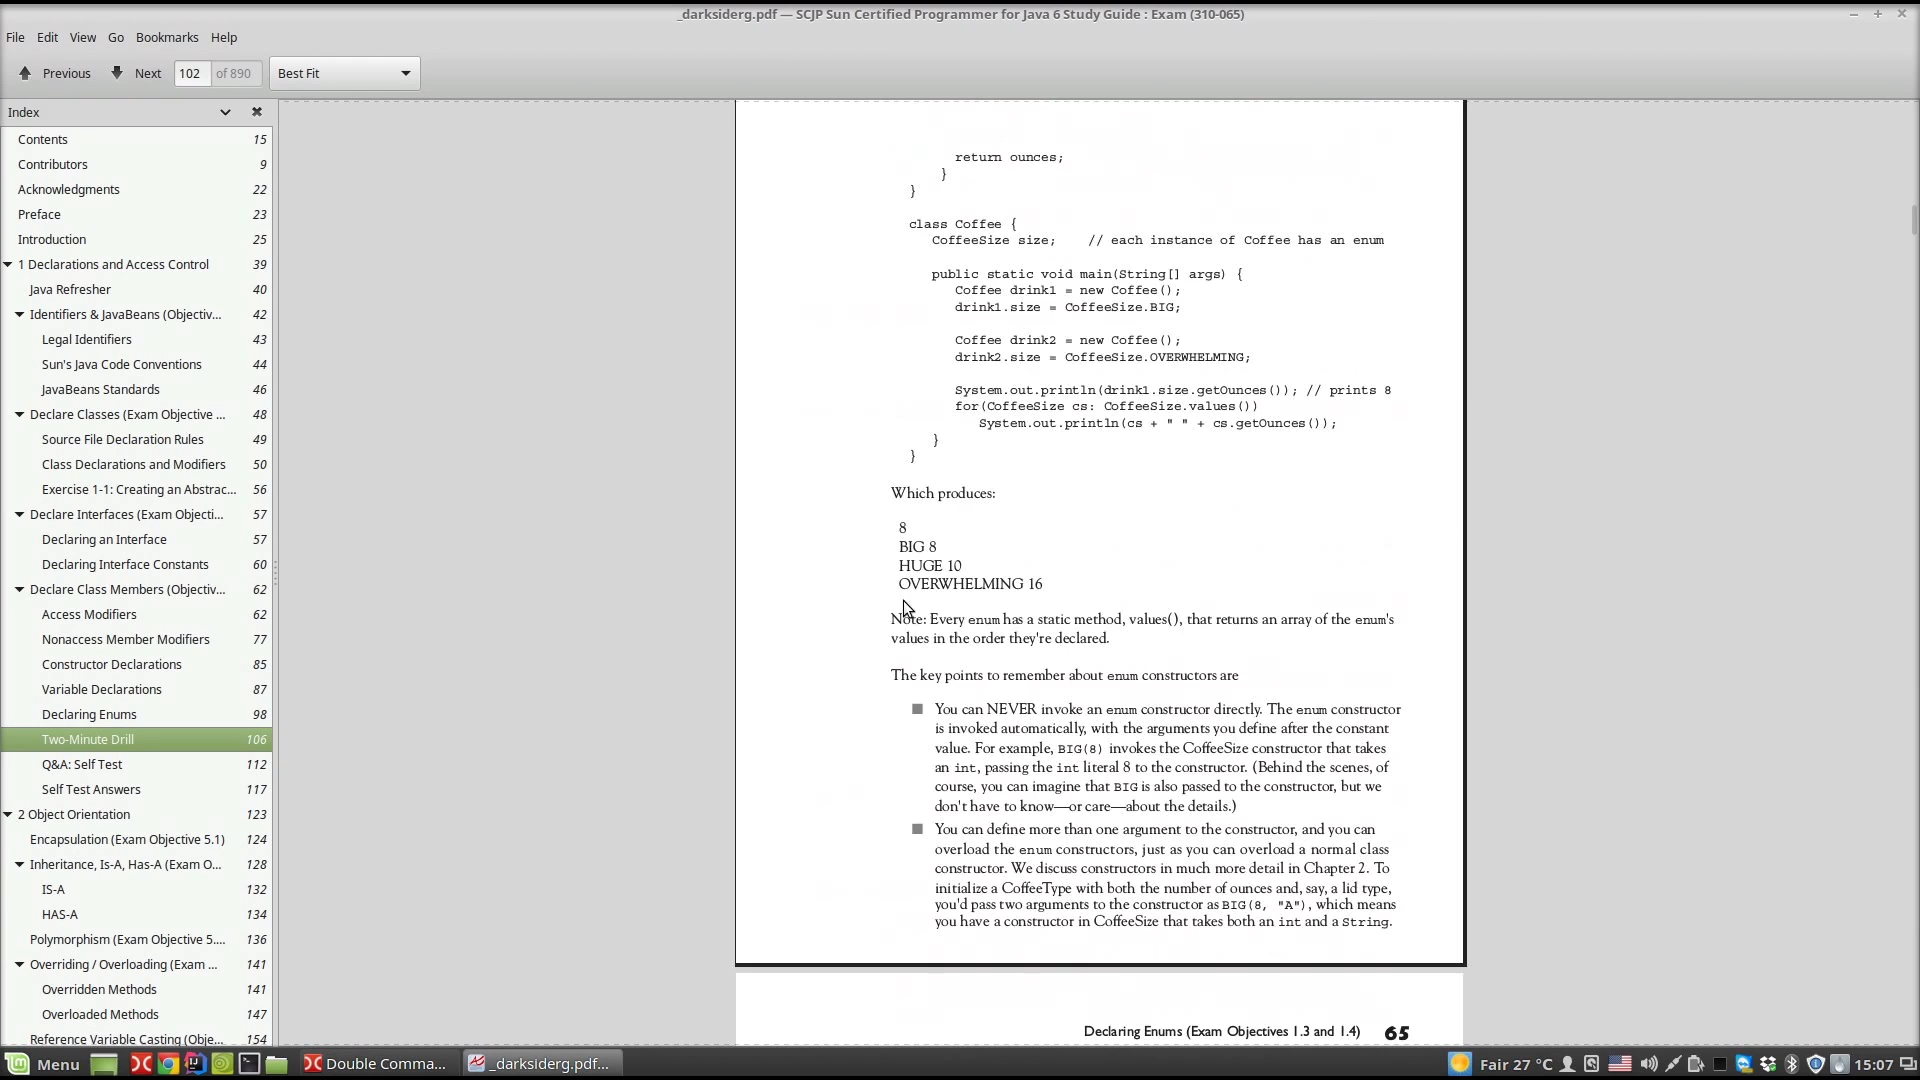 _darksiderg.pdf — SCJP Sun Certified Programmer for Java 6 Study Guide : Exam (310-065)
File Edit View Go Bookmarks Help
Previous Next 102 of 890 Best Fit
Index
Contents 15
Contributors 9
Acknowledgments 22
Preface 23
Introduction 25
1 Declarations and Access Control 39
Java Refresher 40
Identifiers & JavaBeans (Objectiv... 42
Legal Identifiers 43
Sun's Java Code Conventions 44
JavaBeans Standards 46
Declare Classes (Exam Objective ... 48
Source File Declaration Rules 49
Class Declarations and Modifiers 50
Exercise 1-1: Creating an Abstrac... 56
Declare Interfaces (Exam Objecti... 57
Declaring an Interface 57
Declaring Interface Constants 60
Declare Class Members (Objectiv... 62
Access Modifiers 62
Nonaccess Member Modifiers 77
Constructor Declarations 85
Variable Declarations 87
Declaring Enums 98
Two-Minute Drill 106
Q&A: Self Test 112
Self Test Answers 117
2 Object Orientation 123
Encapsulation (Exam Objective 5.1) 124
Inheritance, Is-A, Has-A (Exam O... 128
IS-A 132
HAS-A 134
Polymorphism (Exam Objective 5.... 136
Overriding / Overloading (Exam ... 141
Overridden Methods 141
Overloaded Methods 147
Reference Variable Casting (Obje... 154
return ounces;
}
}
class Coffee {
CoffeeSize size; // each instance of Coffee has an enum
public static void main(String[] args) {
Coffee drink1 = new Coffee();
drink1.size = CoffeeSize.BIG;
Coffee drink2 = new Coffee();
drink2.size = CoffeeSize.OVERWHELMING;
System.out.println(drink1.size.getOunces()); // prints 8
for(CoffeeSize cs: CoffeeSize.values())
System.out.println(cs + " " + cs.getOunces());
}
}
Which produces:
8
BIG 8
HUGE 10
OVERWHELMING 16
Note: Every enum has a static method, values(), that returns an array of the enum's
values in the order they're declared.
The key points to remember about enum constructors are
■ You can NEVER invoke an enum constructor directly. The enum constructor
is invoked automatically, with the arguments you define after the constant
value. For example, BIG(8) invokes the CoffeeSize constructor that takes
an int, passing the int literal 8 to the constructor. (Behind the scenes, of
course, you can imagine that BIG is also passed to the constructor, but we
don't have to know—or care—about the details.)
■ You can define more than one argument to the constructor, and you can
overload the enum constructors, just as you can overload a normal class
constructor. We discuss constructors in much more detail in Chapter 2. To
initialize a CoffeeType with both the number of ounces and, say, a lid type,
you'd pass two arguments to the constructor as BIG(8, "A"), which means
you have a constructor in CoffeeSize that takes both an int and a String.
Declaring Enums (Exam Objectives 1.3 and 1.4) 65
Menu Double Comma... _darksiderg.pdf... Fair 27 °C 15:07